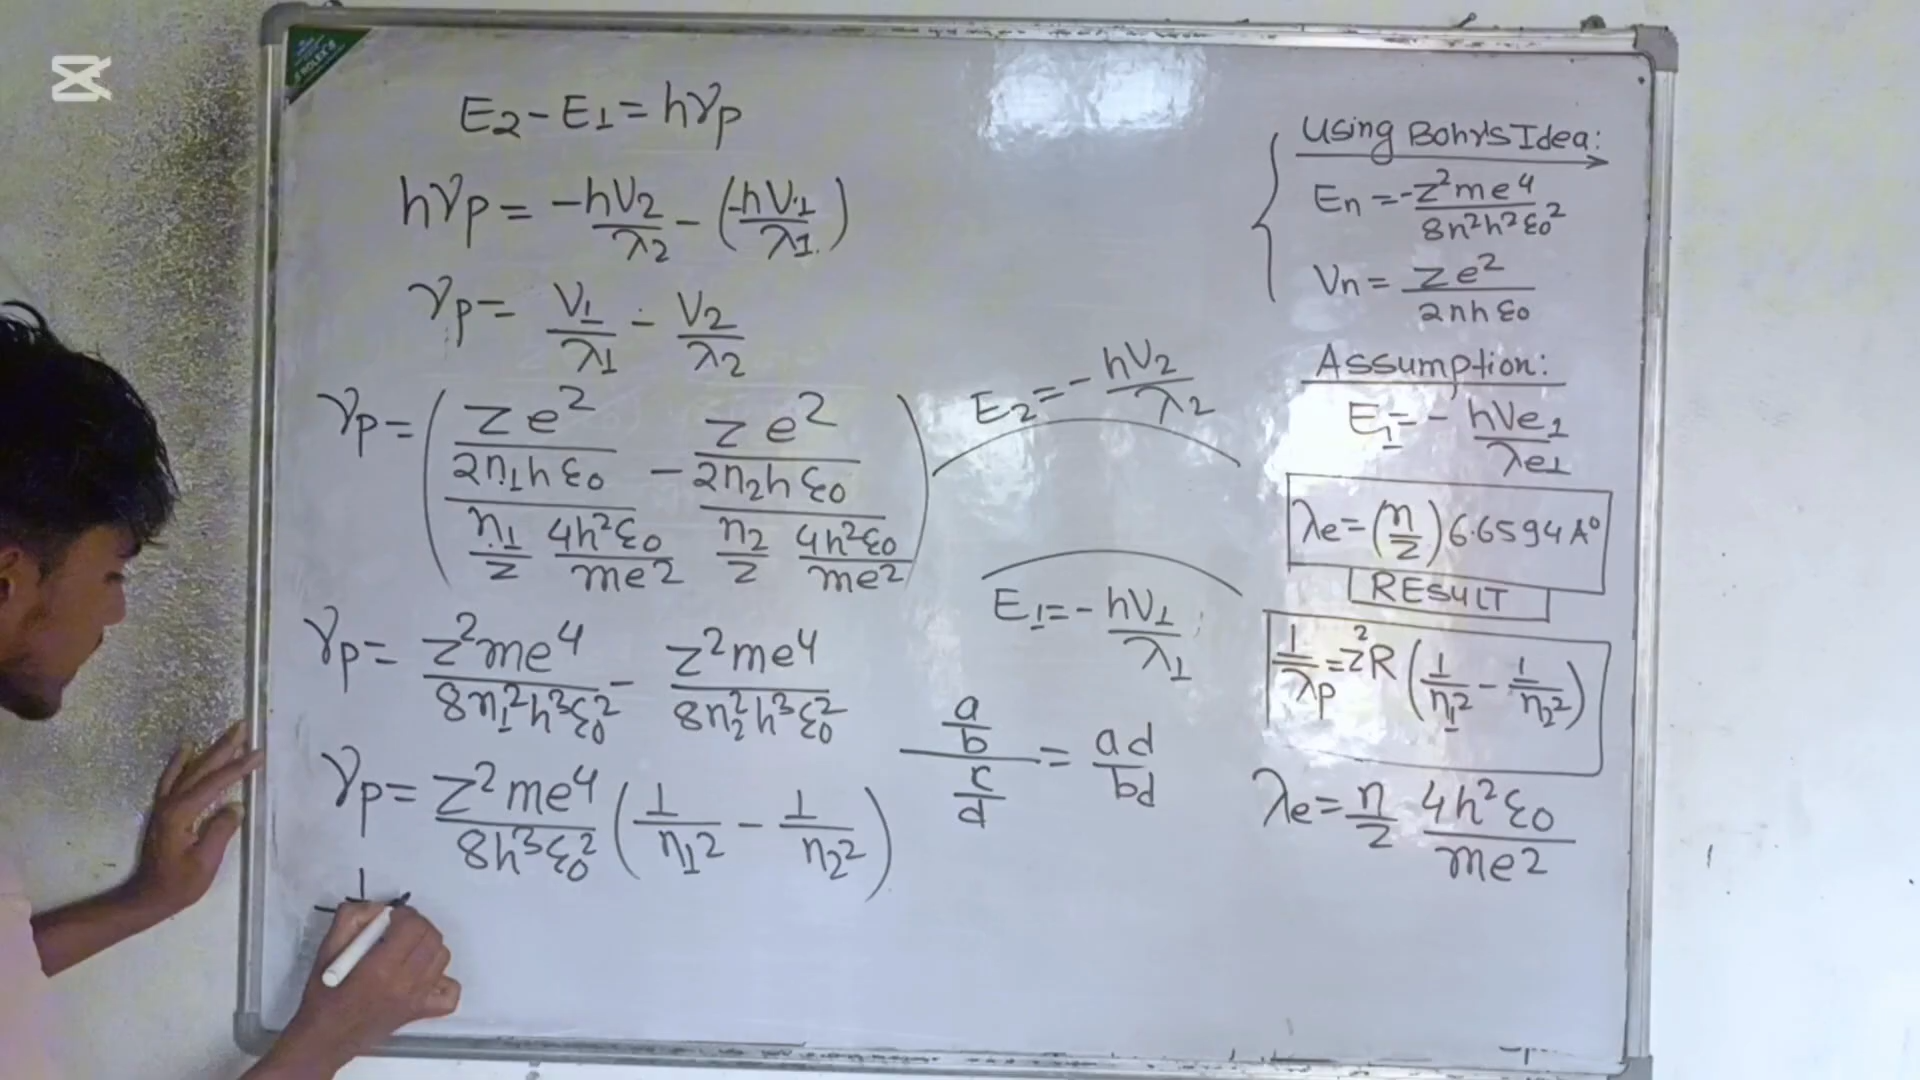 E₂ - E₁ = hγp
hγp = -hV₂/λ₂ - (-hV₁/λ₁)
γp = V₁/λ₁ - V₂/λ₂
γp = ( (Ze²/2n₁hε₀)/(n₁/Z 4h²ε₀/me²) - (Ze²/2n₂hε₀)/(n₂/Z 4h²ε₀/me²) )
γp = Z²me⁴/8n₁²h³ε₀² - Z²me⁴/8n₂²h³ε₀²
γp = Z²me⁴/8h³ε₀² (1/n₁² - 1/n₂²)
1
E₂ = -hV₂/λ₂
E₁ = -hV₁/λ₁
(a/b)/(c/d) = ad/bd
Using Bohr's Idea:
En = -Z²me⁴/8n²h²ε₀²
Vn = Ze²/2nhε₀
Assumption:
E₁ = -hVe₁/λe₁
λe = (n/Z) 6.6594 A°
RESULT
1/λp = Z²R (1/n₁² - 1/n₂²)
λe = n/Z 4h²ε₀/me²